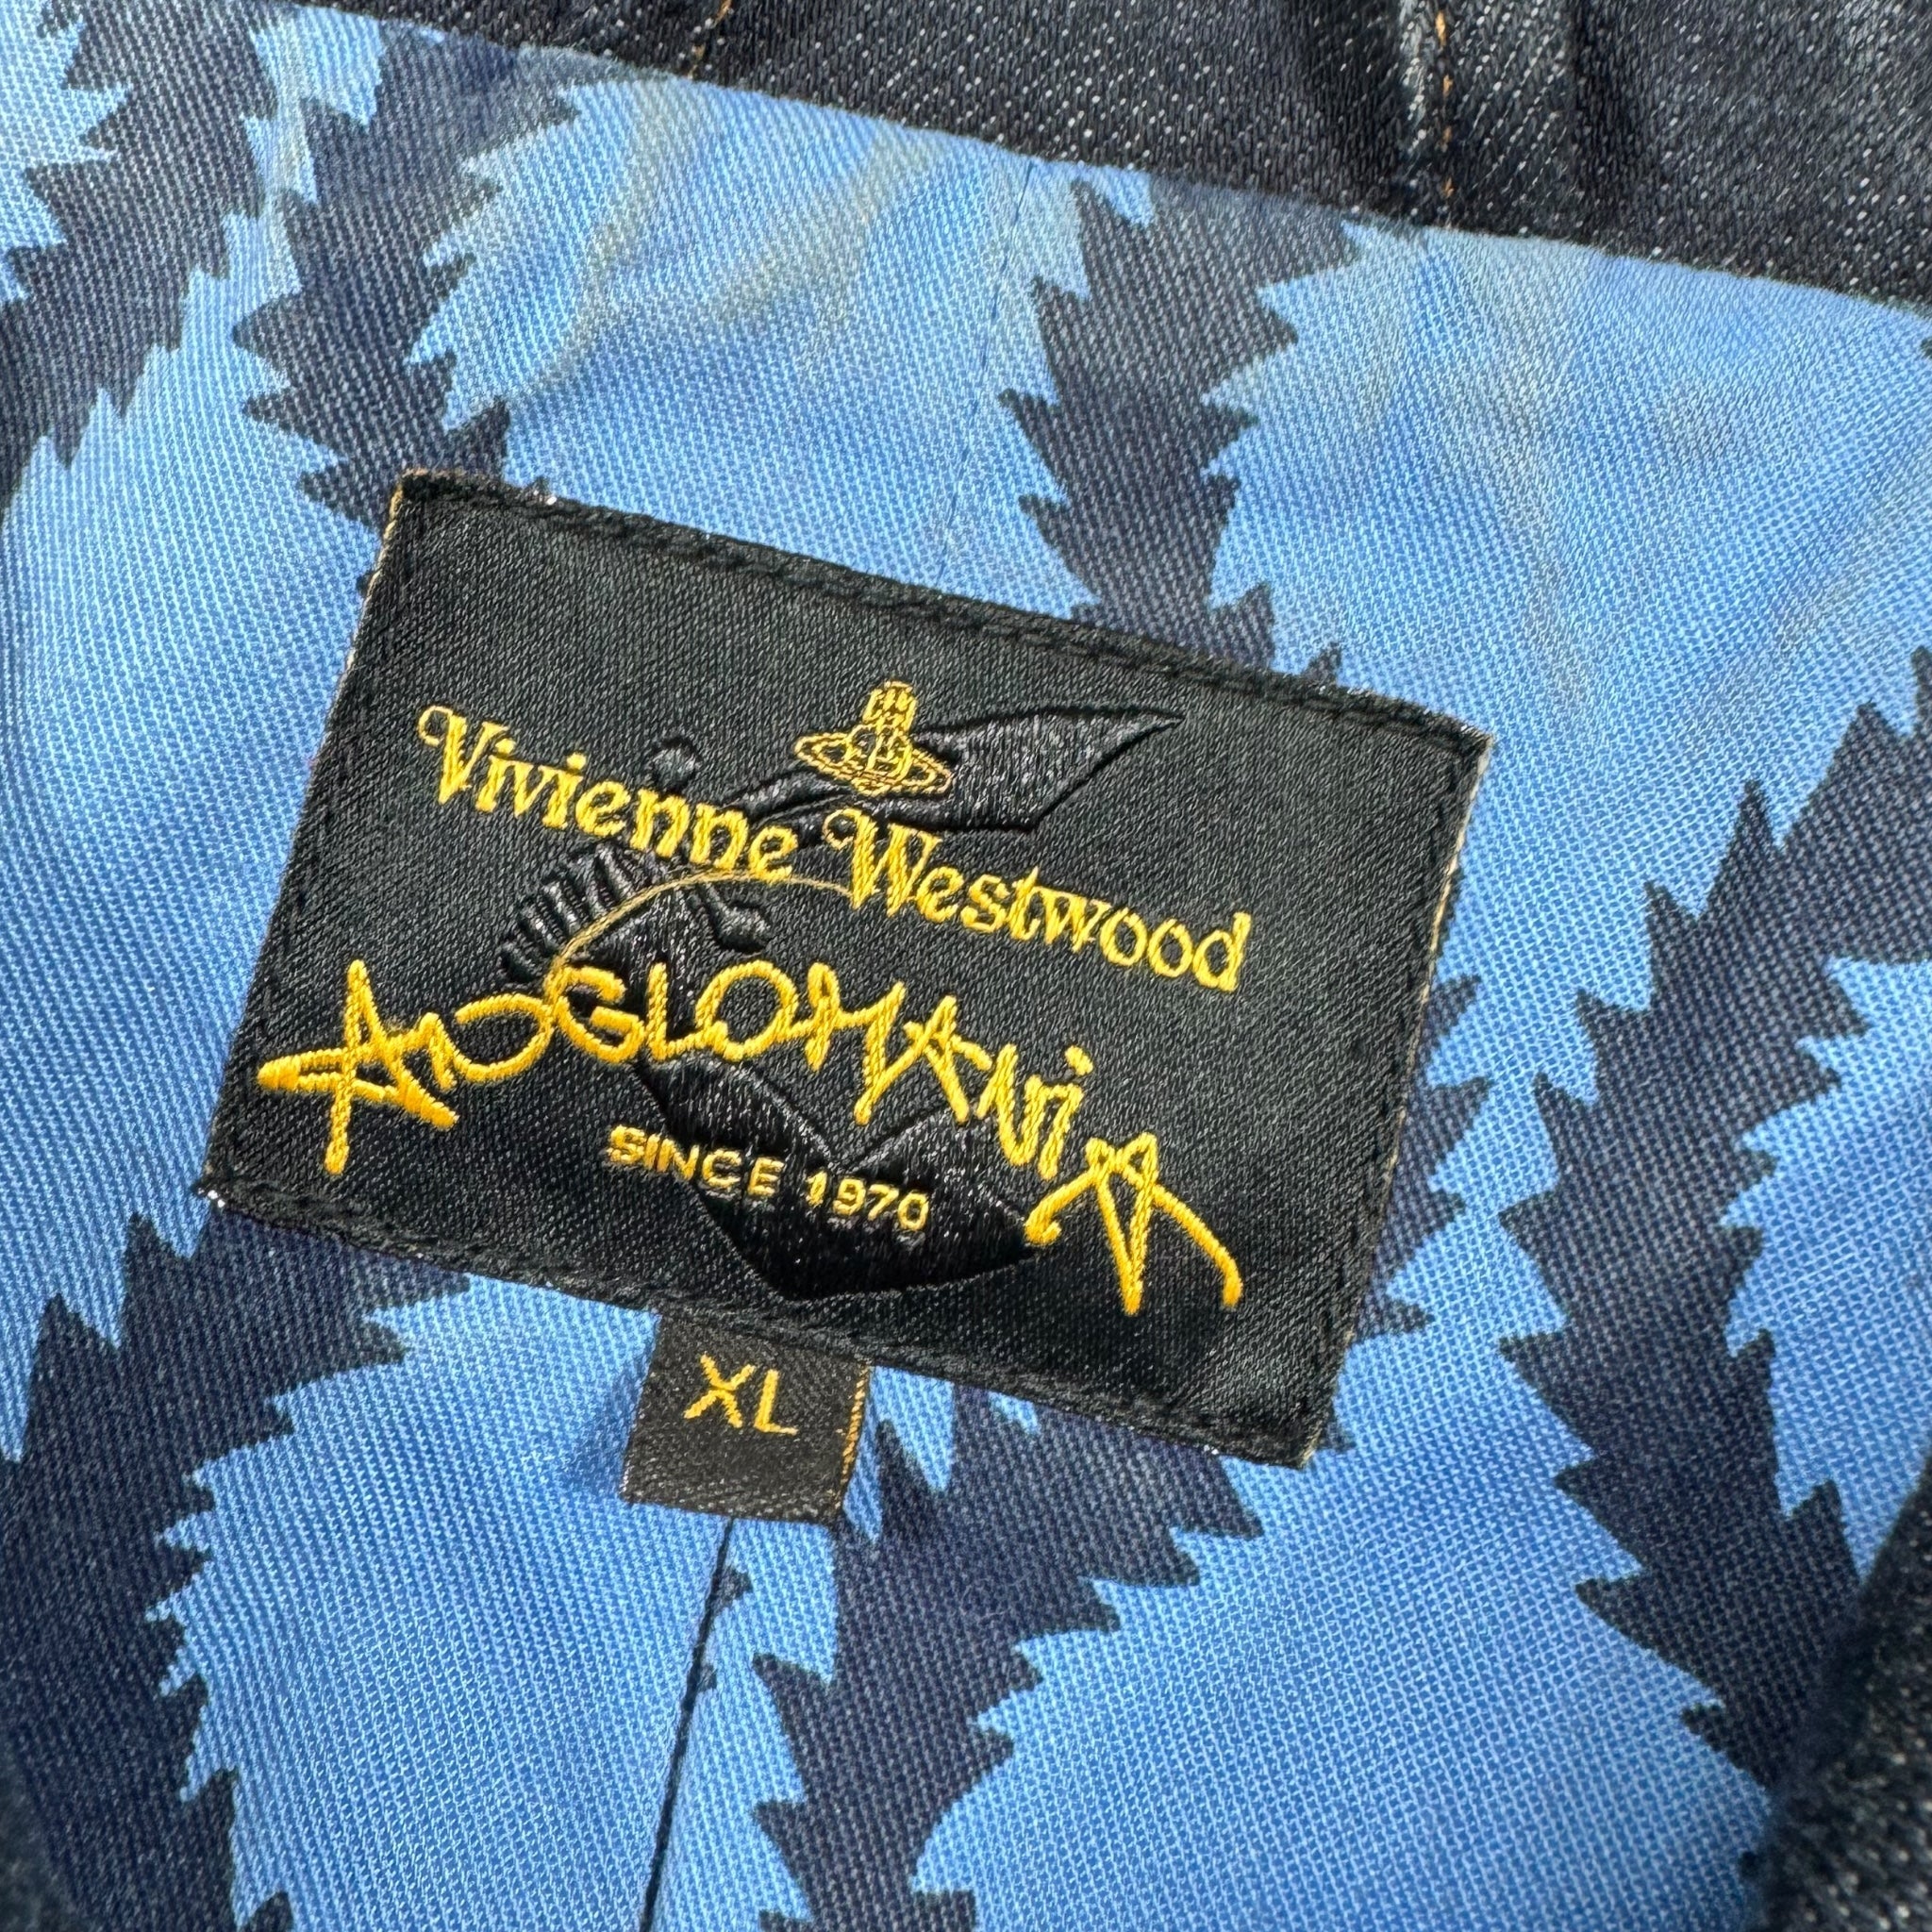 Vivienne Westwood
ANGLOMANIA
SINCE 1970
XL